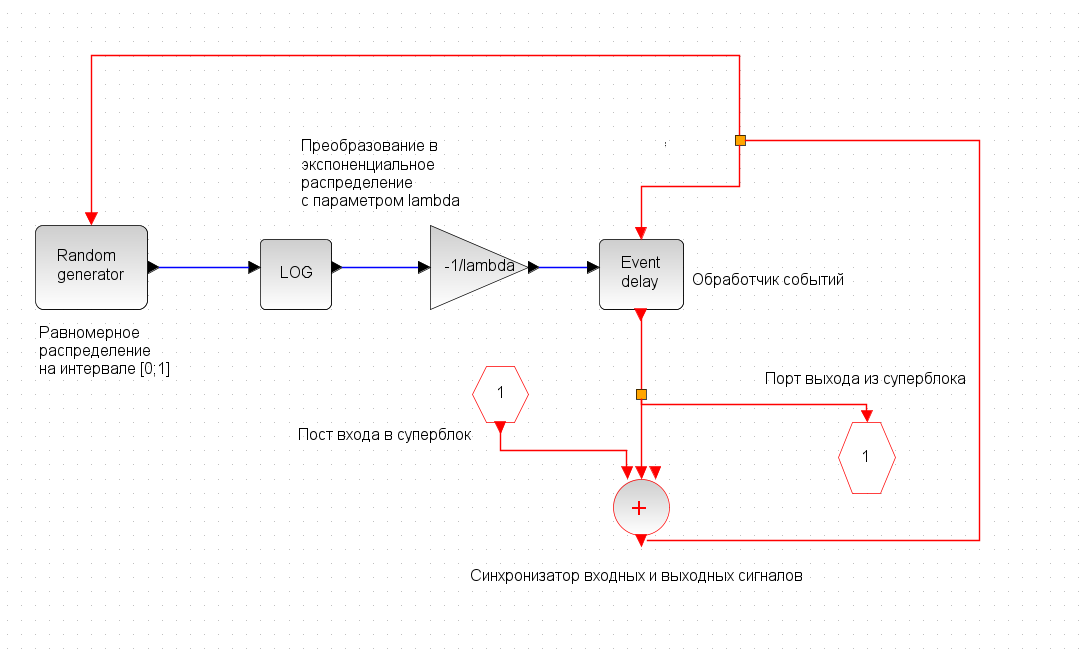 Преобразование в
экспоненциальное
распределение
с параметром lambda
Random
generator
LOG
-1/lambda
Event
delay
Обработчик событий
Равномерное
распределение
на интервале [0;1]
1
Порт выхода из суперблока
Пост входа в суперблок
1
+
Синхронизатор входных и выходных сигналов